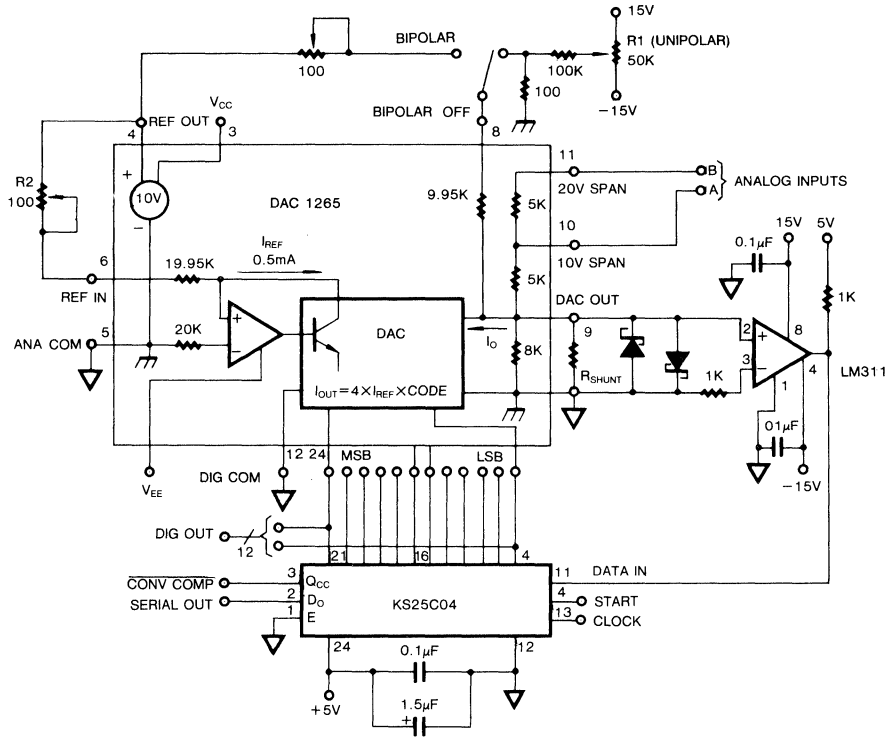 15V
BIPOLAR
R1 (UNIPOLAR)
50K
100
100K
100
-15V
BIPOLAR OFF
V_CC
REF OUT
4
3
8
11
20V SPAN
B
A
ANALOG INPUTS
R2
100
+
10V
-
DAC 1265
9.95K
5K
10
10V SPAN
5K
15V
5V
0.1μF
1K
I_REF
0.5mA
6
REF IN
19.95K
DAC OUT
9
+
-
DAC
I_O
8K
R_SHUNT
2
+
3
-
8
4
1
LM311
5
ANA COM
20K
1K
I_OUT=4×I_REF×CODE
01μF
-15V
12
24
MSB
LSB
V_EE
DIG COM
DIG OUT
12
21
16
4
CONV COMP
3
Q_CC
11
DATA IN
SERIAL OUT
2
D_O
KS25C04
4
START
1
E
13
CLOCK
24
12
0.1μF
+5V
1.5μF
+